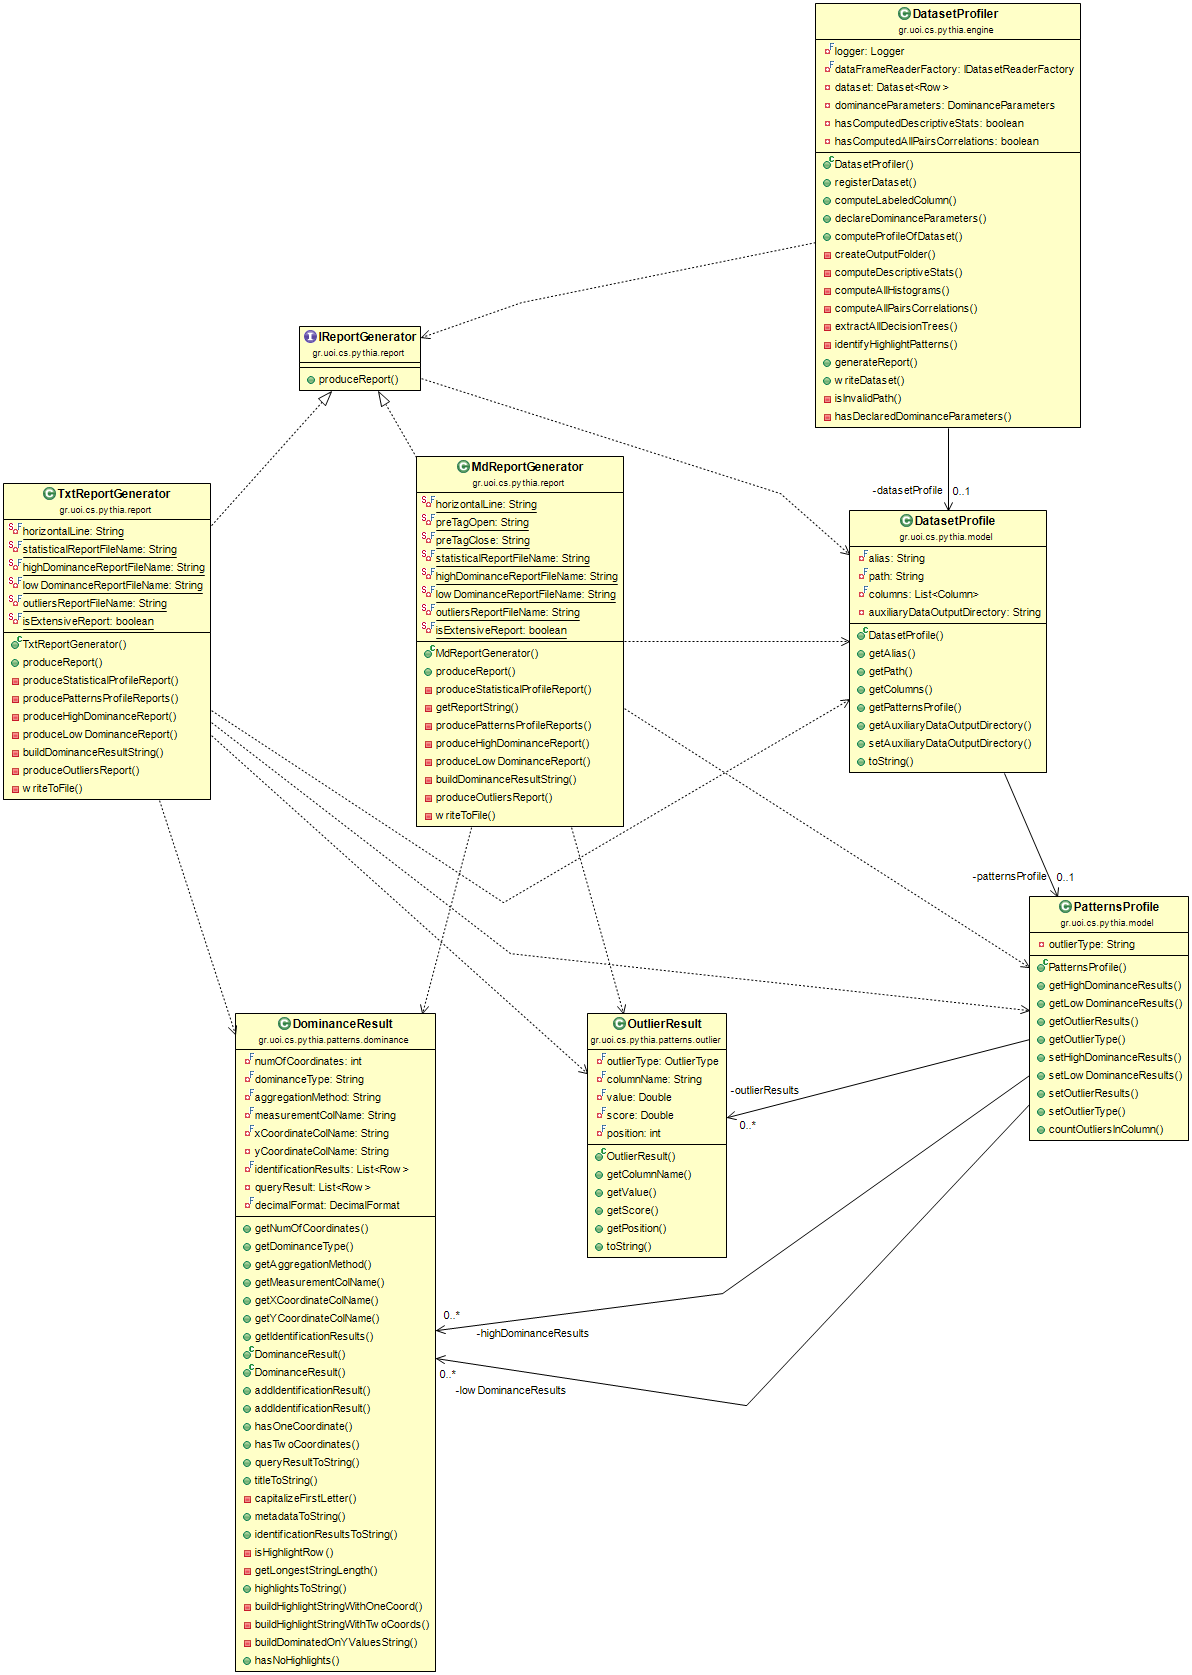 DatasetProfiler
gr.uoi.cs.pythia.engine
logger: Logger
dataFrameReaderFactory: IDatasetReaderFactory
dataset: Dataset<Row>
dominanceParameters: DominanceParameters
hasComputedDescriptiveStats: boolean
hasComputedAllPairsCorrelations: boolean
DatasetProfiler()
registerDataset()
computeLabeledColumn()
declareDominanceParameters()
computeProfileOfDataset()
createOutputFolder()
computeDescriptiveStats()
computeAllHistograms()
computeAllPairsCorrelations()
extractAllDecisionTrees()
identifyHighlightPatterns()
generateReport()
writeDataset()
isInvalidPath()
hasDeclaredDominanceParameters()
IReportGenerator
gr.uoi.cs.pythia.report
produceReport()
TxtReportGenerator
gr.uoi.cs.pythia.report
horizontalLine: String
statisticalReportFileName: String
highDominanceReportFileName: String
lowDominanceReportFileName: String
outliersReportFileName: String
isExtensiveReport: boolean
TxtReportGenerator()
produceReport()
produceStatisticalProfileReport()
producePatternsProfileReports()
produceHighDominanceReport()
produceLowDominanceReport()
buildDominanceResultString()
produceOutliersReport()
writeToFile()
MdReportGenerator
gr.uoi.cs.pythia.report
horizontalLine: String
preTagOpen: String
preTagClose: String
statisticalReportFileName: String
highDominanceReportFileName: String
lowDominanceReportFileName: String
outliersReportFileName: String
isExtensiveReport: boolean
MdReportGenerator()
produceReport()
produceStatisticalProfileReport()
getReportString()
producePatternsProfileReports()
produceHighDominanceReport()
produceLowDominanceReport()
buildDominanceResultString()
produceOutliersReport()
writeToFile()
-datasetProfile 0..1
DatasetProfile
gr.uoi.cs.pythia.model
alias: String
path: String
columns: List<Column>
auxiliaryDataOutputDirectory: String
DatasetProfile()
getAlias()
getPath()
getColumns()
getPatternsProfile()
getAuxiliaryDataOutputDirectory()
setAuxiliaryDataOutputDirectory()
toString()
-patternsProfile 0..1
PatternsProfile
gr.uoi.cs.pythia.model
outlierType: String
PatternsProfile()
getHighDominanceResults()
getLowDominanceResults()
getOutlierResults()
getOutlierType()
setHighDominanceResults()
setLowDominanceResults()
setOutlierResults()
setOutlierType()
countOutliersInColumn()
DominanceResult
gr.uoi.cs.pythia.patterns.dominance
numOfCoordinates: int
dominanceType: String
aggregationMethod: String
measurementColName: String
xCoordinateColName: String
yCoordinateColName: String
identificationResults: List<Row>
queryResult: List<Row>
decimalFormat: DecimalFormat
getNumOfCoordinates()
getDominanceType()
getAggregationMethod()
getMeasurementColName()
getXCoordinateColName()
getYCoordinateColName()
getIdentificationResults()
DominanceResult()
DominanceResult()
addIdentificationResult()
addIdentificationResult()
hasOneCoordinate()
hasTwoCoordinates()
queryResultToString()
titleToString()
capitalizeFirstLetter()
metadataToString()
identificationResultsToString()
isHighlightRow()
getLongestStringLength()
highlightsToString()
buildHighlightStringWithOneCoord()
buildHighlightStringWithTwoCoords()
buildDominatedOnYValuesString()
hasNoHighlights()
OutlierResult
gr.uoi.cs.pythia.patterns.outlier
outlierType: OutlierType
columnName: String
value: Double
score: Double
position: int
OutlierResult()
getColumnName()
getValue()
getScore()
getPosition()
toString()
-outlierResults
0..*
0..*
-highDominanceResults
0..*
-lowDominanceResults